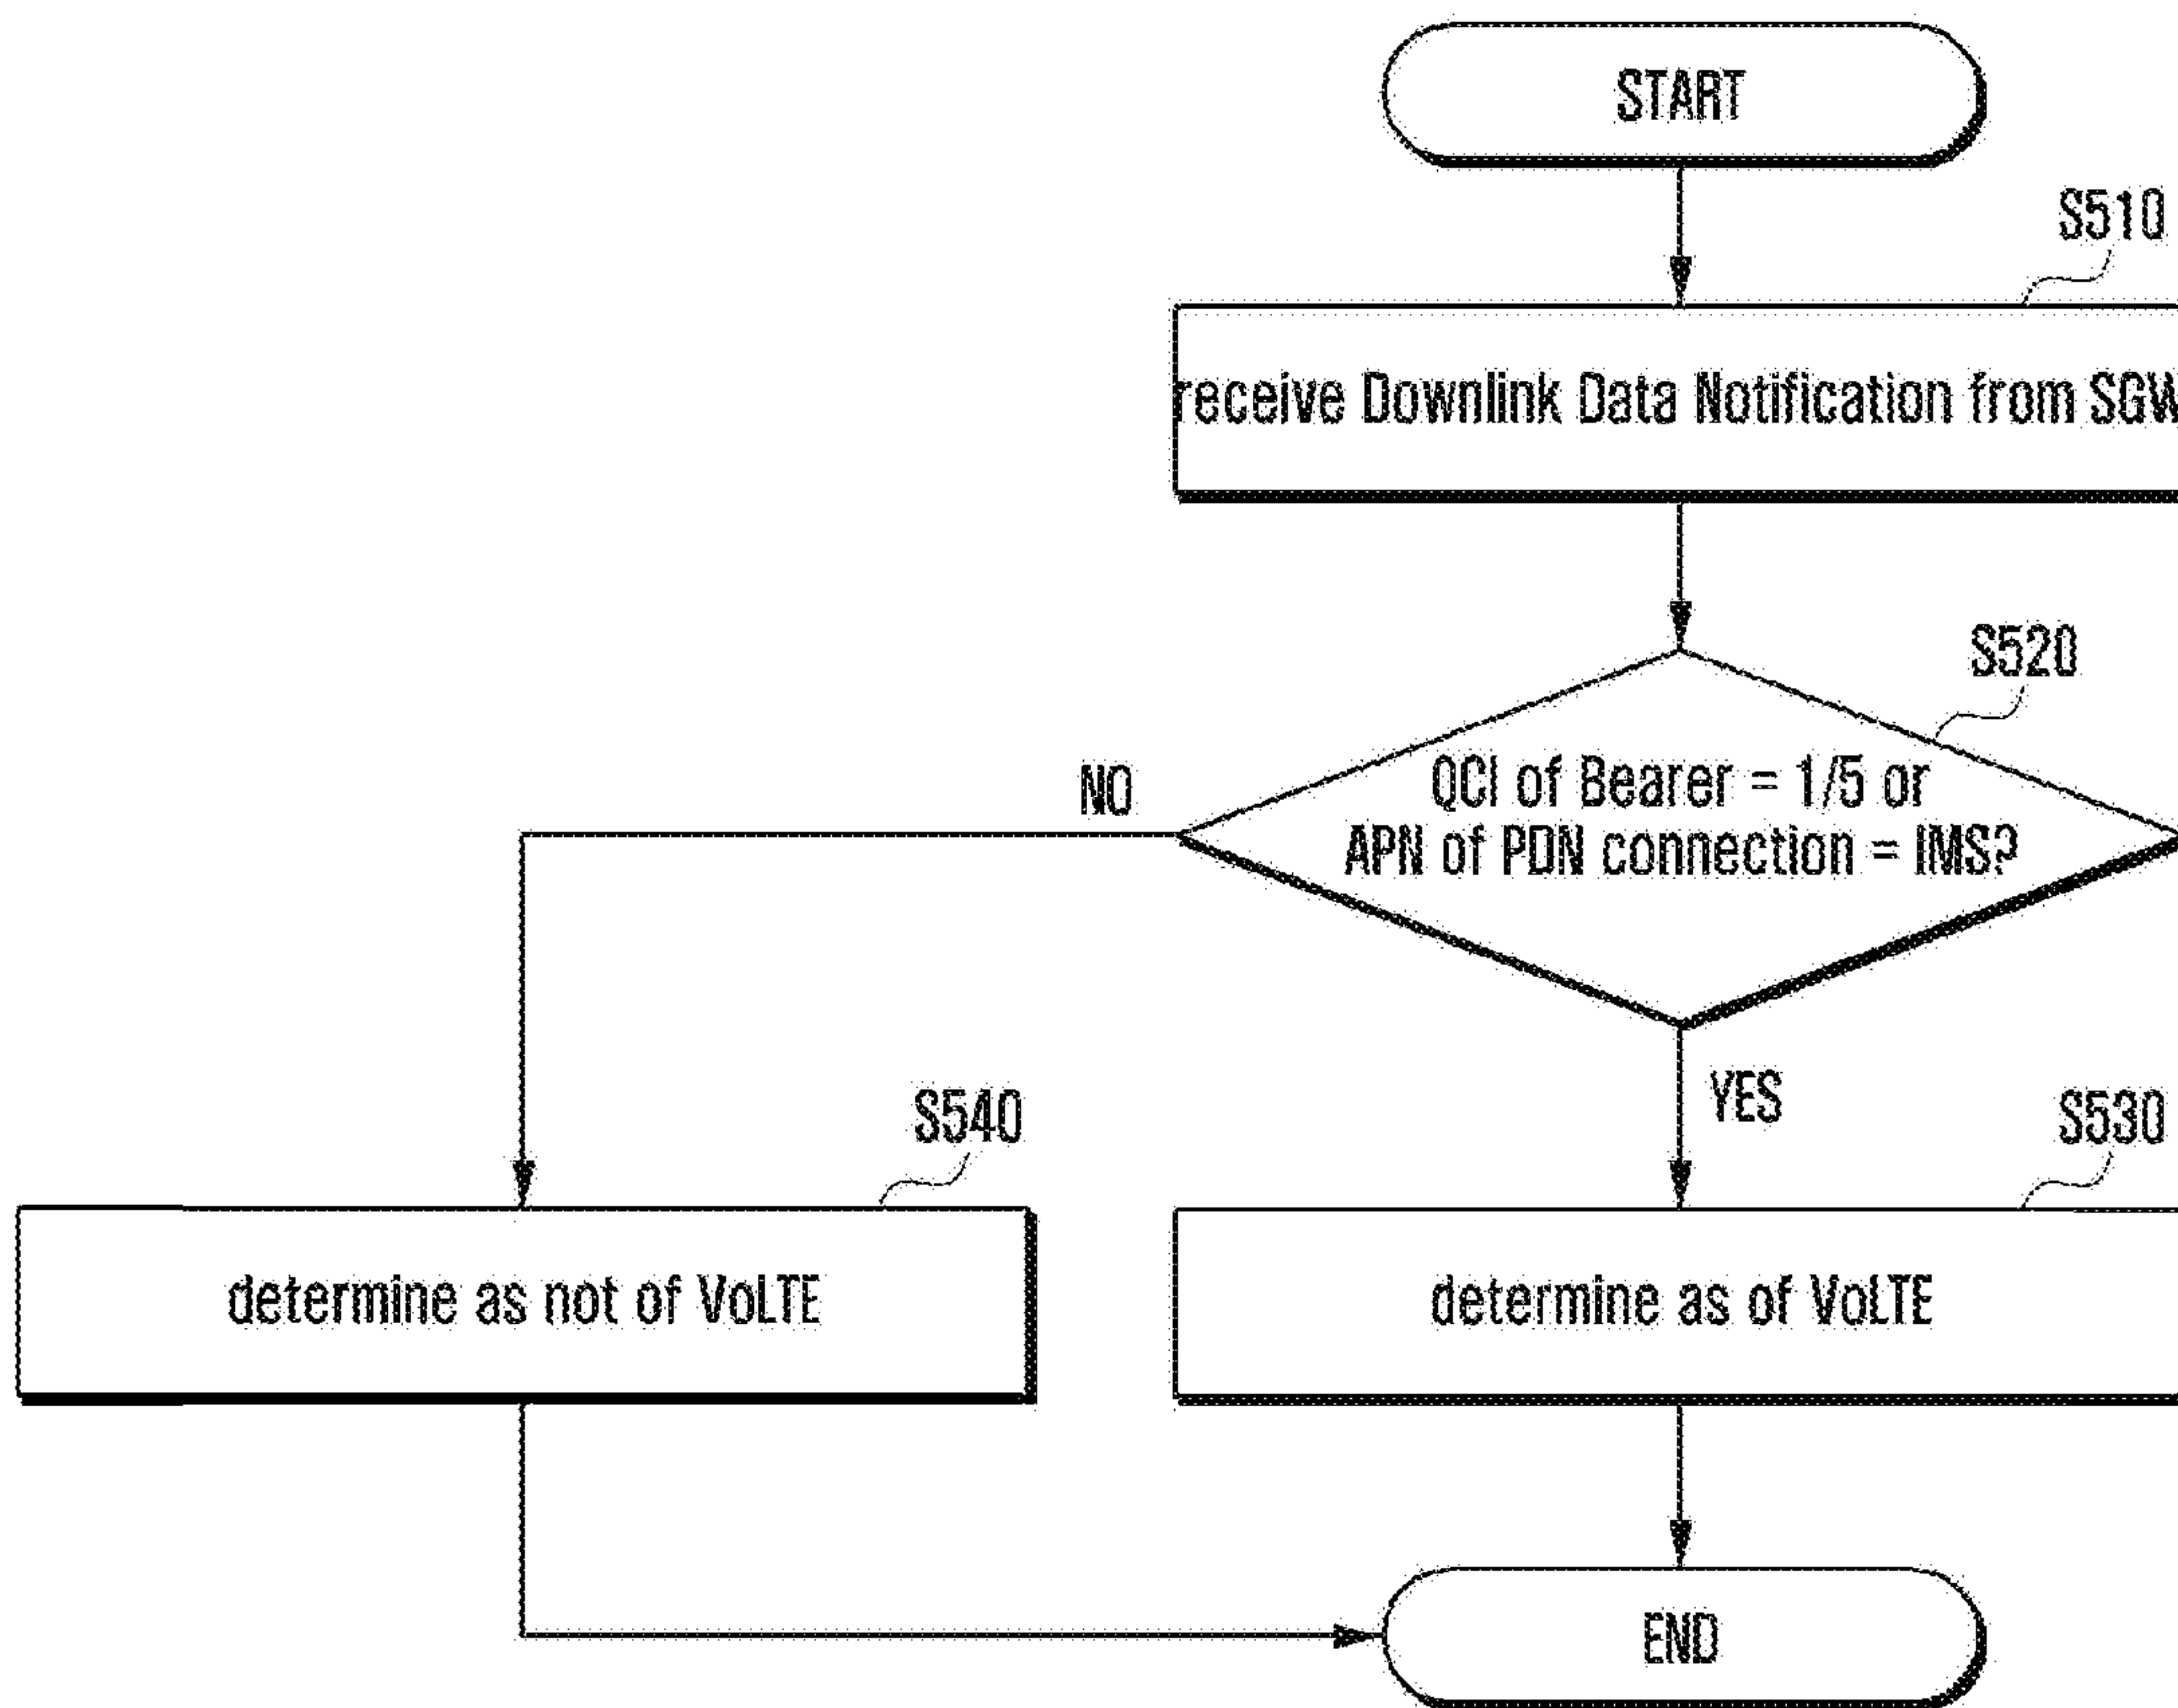 START
S510
receive Downlink Data Notification from SGW
S520
NO
QCI of Bearer = 1/5 or
APN of PDN connection = IMS?
YES
S540
S530
determine as not of VoLTE
determine as of VoLTE
END